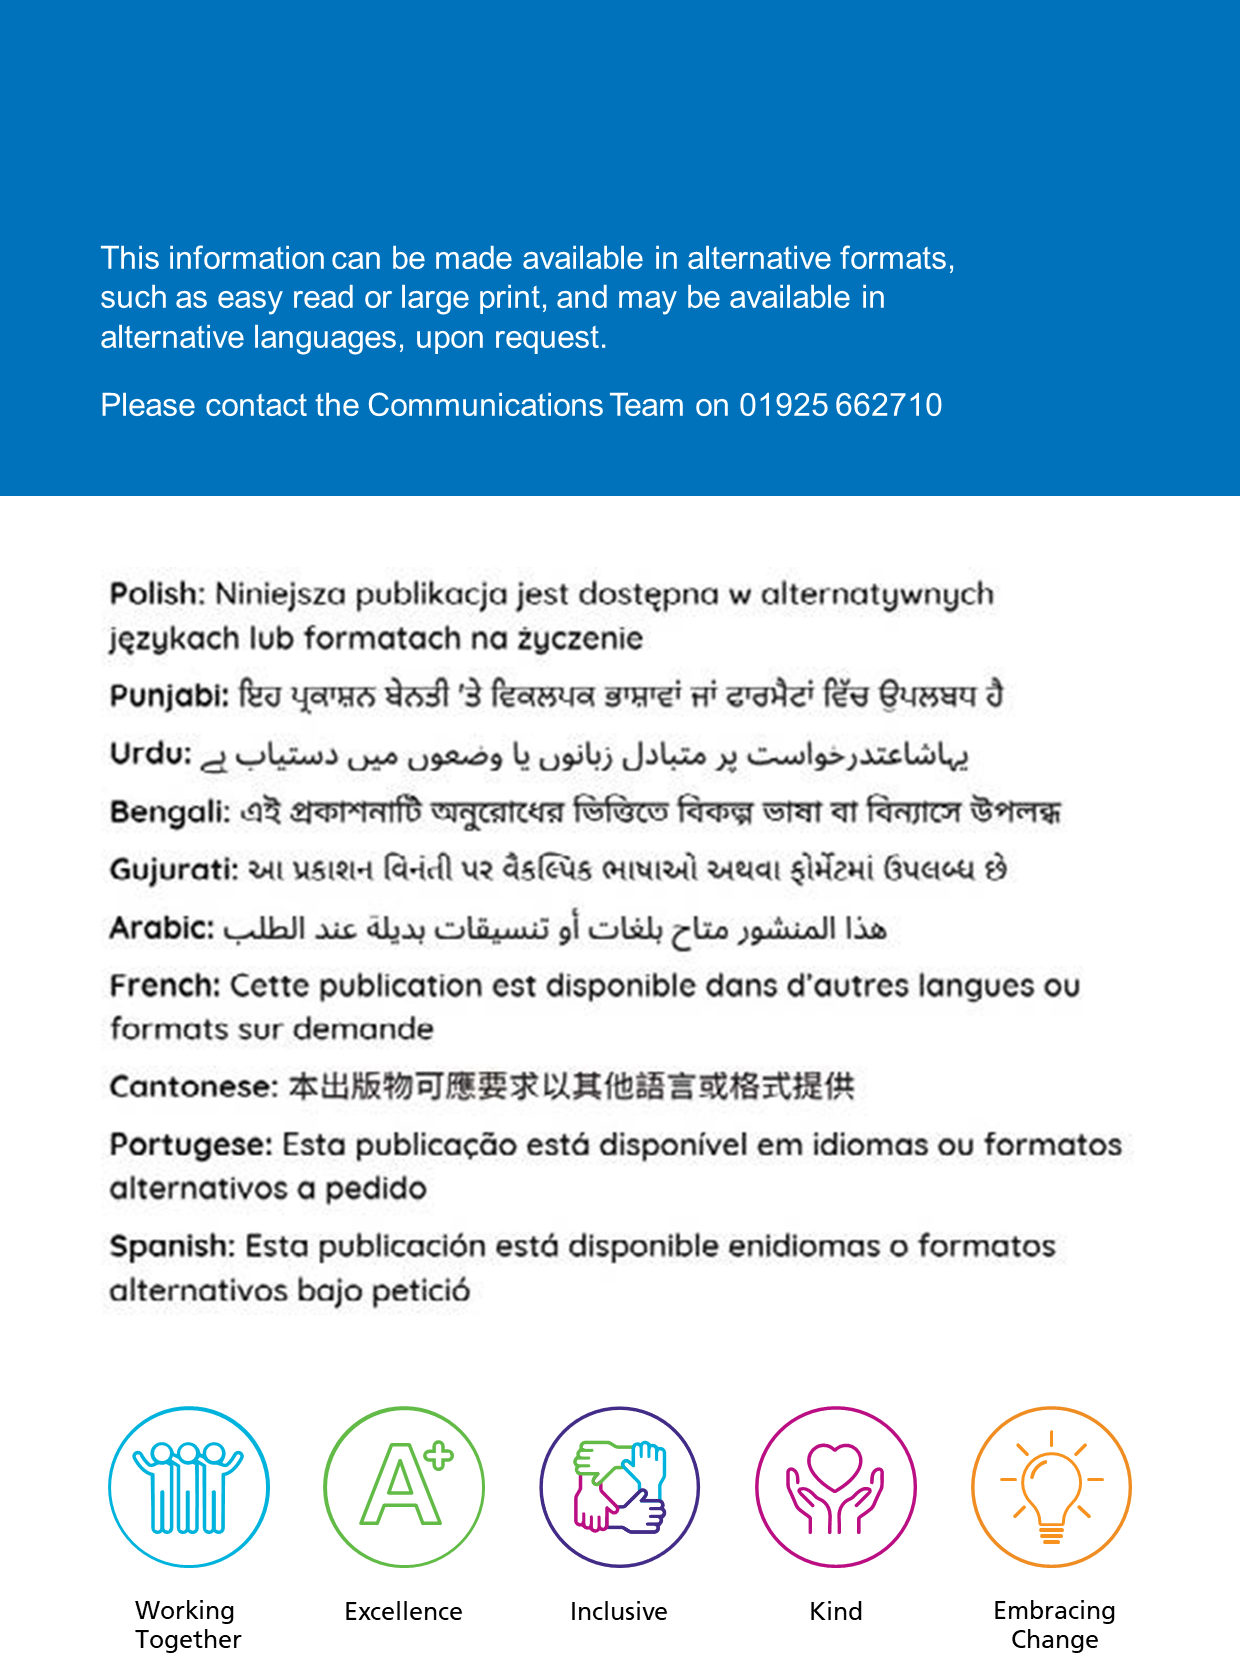 This information can be made available in alternative formats,
such as easy read or large print, and may be available in
alternative languages, upon request.
Please contact the Communications Team on 01925 662710
Polish: Niniejsza publikacja jest dostępna w alternatywnych
językach lub formatach na życzenie
Punjabi: ਇਹ ਪ੍ਰਕਾਸ਼ਨ ਬੇਨਤੀ 'ਤੇ ਵਿਕਲਪਕ ਭਾਸ਼ਾਵਾਂ ਜਾਂ ਫਾਰਮੈਟਾਂ ਵਿੱਚ ਉਪਲਬਧ ਹੈ
Urdu: یہاشاعتدرخواست پر متبادل زبانوں یا وضعوں میں دستیاب ہے
Bengali: এই প্রকাশনাটি অনুরোধের ভিত্তিতে বিকল্প ভাষা বা বিন্যাসে উপলব্ধ
Gujurati: આ પ્રકાશન વિનંતી પર વૈકલ્પિક ભાષાઓ અથવા ફોર્મેટમાં ઉપલબ્ધ છે
Arabic: هذا المنشور متاح بلغات أو تنسيقات بديلة عند الطلب
French: Cette publication est disponible dans d'autres langues ou
formats sur demande
Cantonese: 本出版物可應要求以其他語言或格式提供
Portugese: Esta publicação está disponível em idiomas ou formatos
alternativos a pedido
Spanish: Esta publicación está disponible enidiomas o formatos
alternativos bajo petició
A+
Working
Together
Excellence
Inclusive
Kind
Embracing
Change